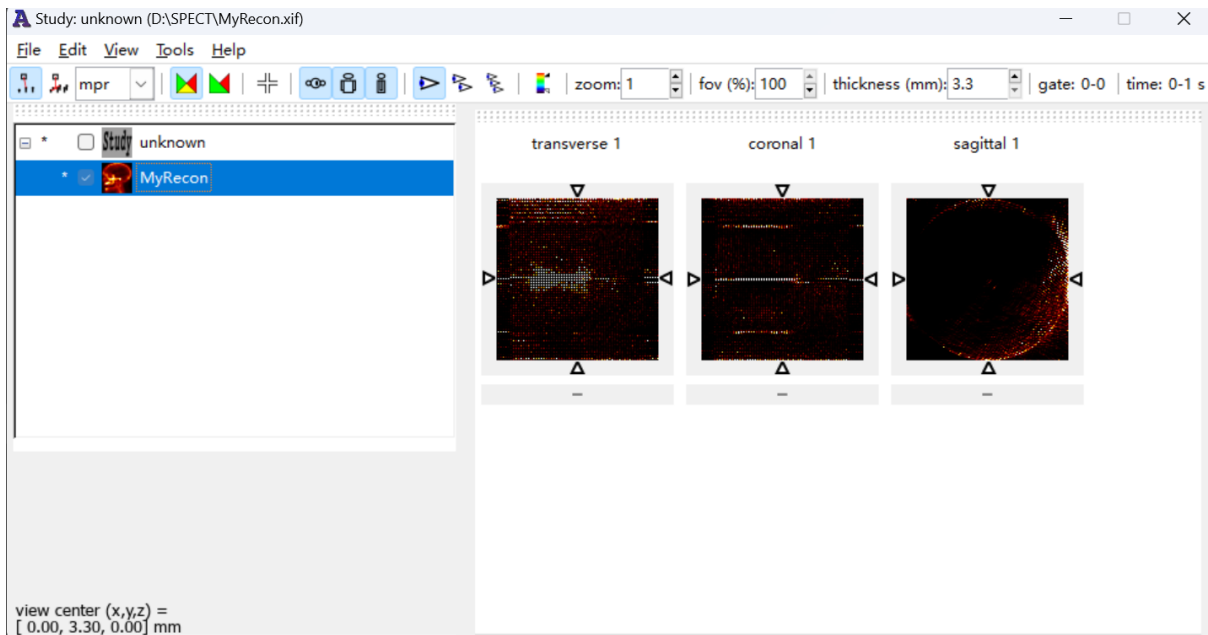 Study: unknown (D:\SPECT\MyRecon.xif)
File Edit View Tools Help
mpr zoom: 1 fov (%): 100 thickness (mm): 3.3 gate: 0-0 time: 0-1 s
Study unknown
MyRecon
transverse 1 coronal 1 sagittal 1
view center (x,y,z) =
[ 0.00, 3.30, 0.00] mm